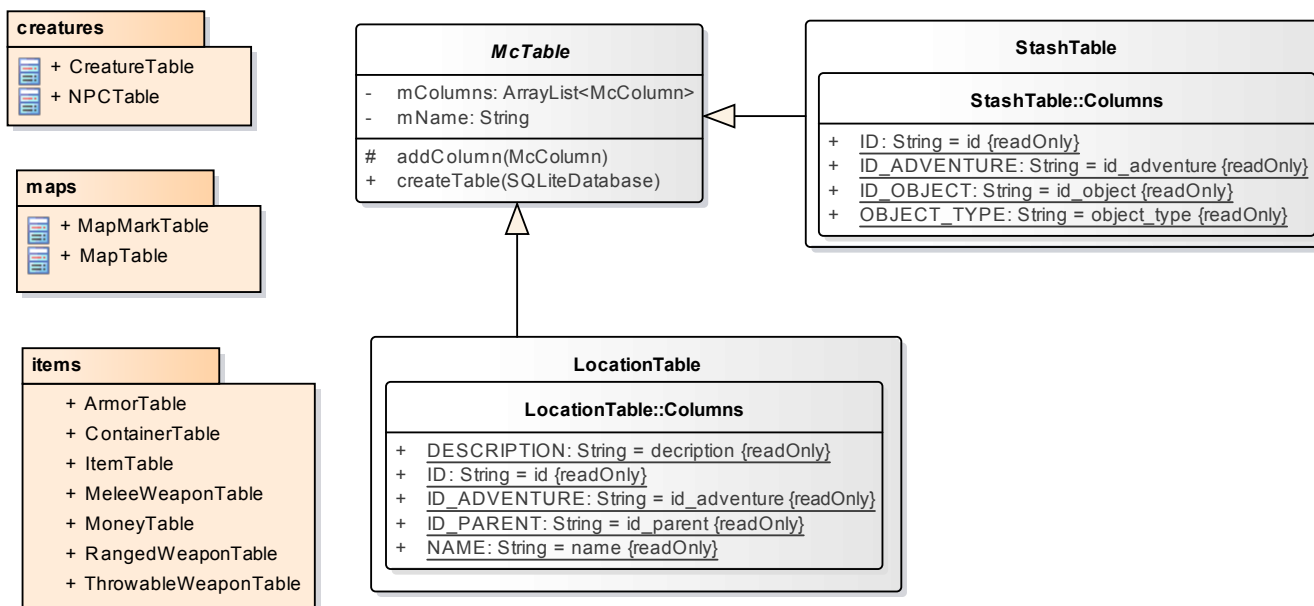 creatures
+ CreatureTable
+ NPCTable
maps
+ MapMarkTable
+ MapTable
items
+ ArmorTable
+ ContainerTable
+ ItemTable
+ MeleeWeaponTable
+ MoneyTable
+ RangedWeaponTable
+ ThrowableWeaponTable
McTable
- mColumns: ArrayList<McColumn>
- mName: String
# addColumn(McColumn)
+ createTable(SQLiteDatabase)
StashTable
StashTable::Columns
+ ID: String = id {readOnly}
+ ID_ADVENTURE: String = id_adventure {readOnly}
+ ID_OBJECT: String = id_object {readOnly}
+ OBJECT_TYPE: String = object_type {readOnly}
LocationTable
LocationTable::Columns
+ DESCRIPTION: String = decription {readOnly}
+ ID: String = id {readOnly}
+ ID_ADVENTURE: String = id_adventure {readOnly}
+ ID_PARENT: String = id_parent {readOnly}
+ NAME: String = name {readOnly}